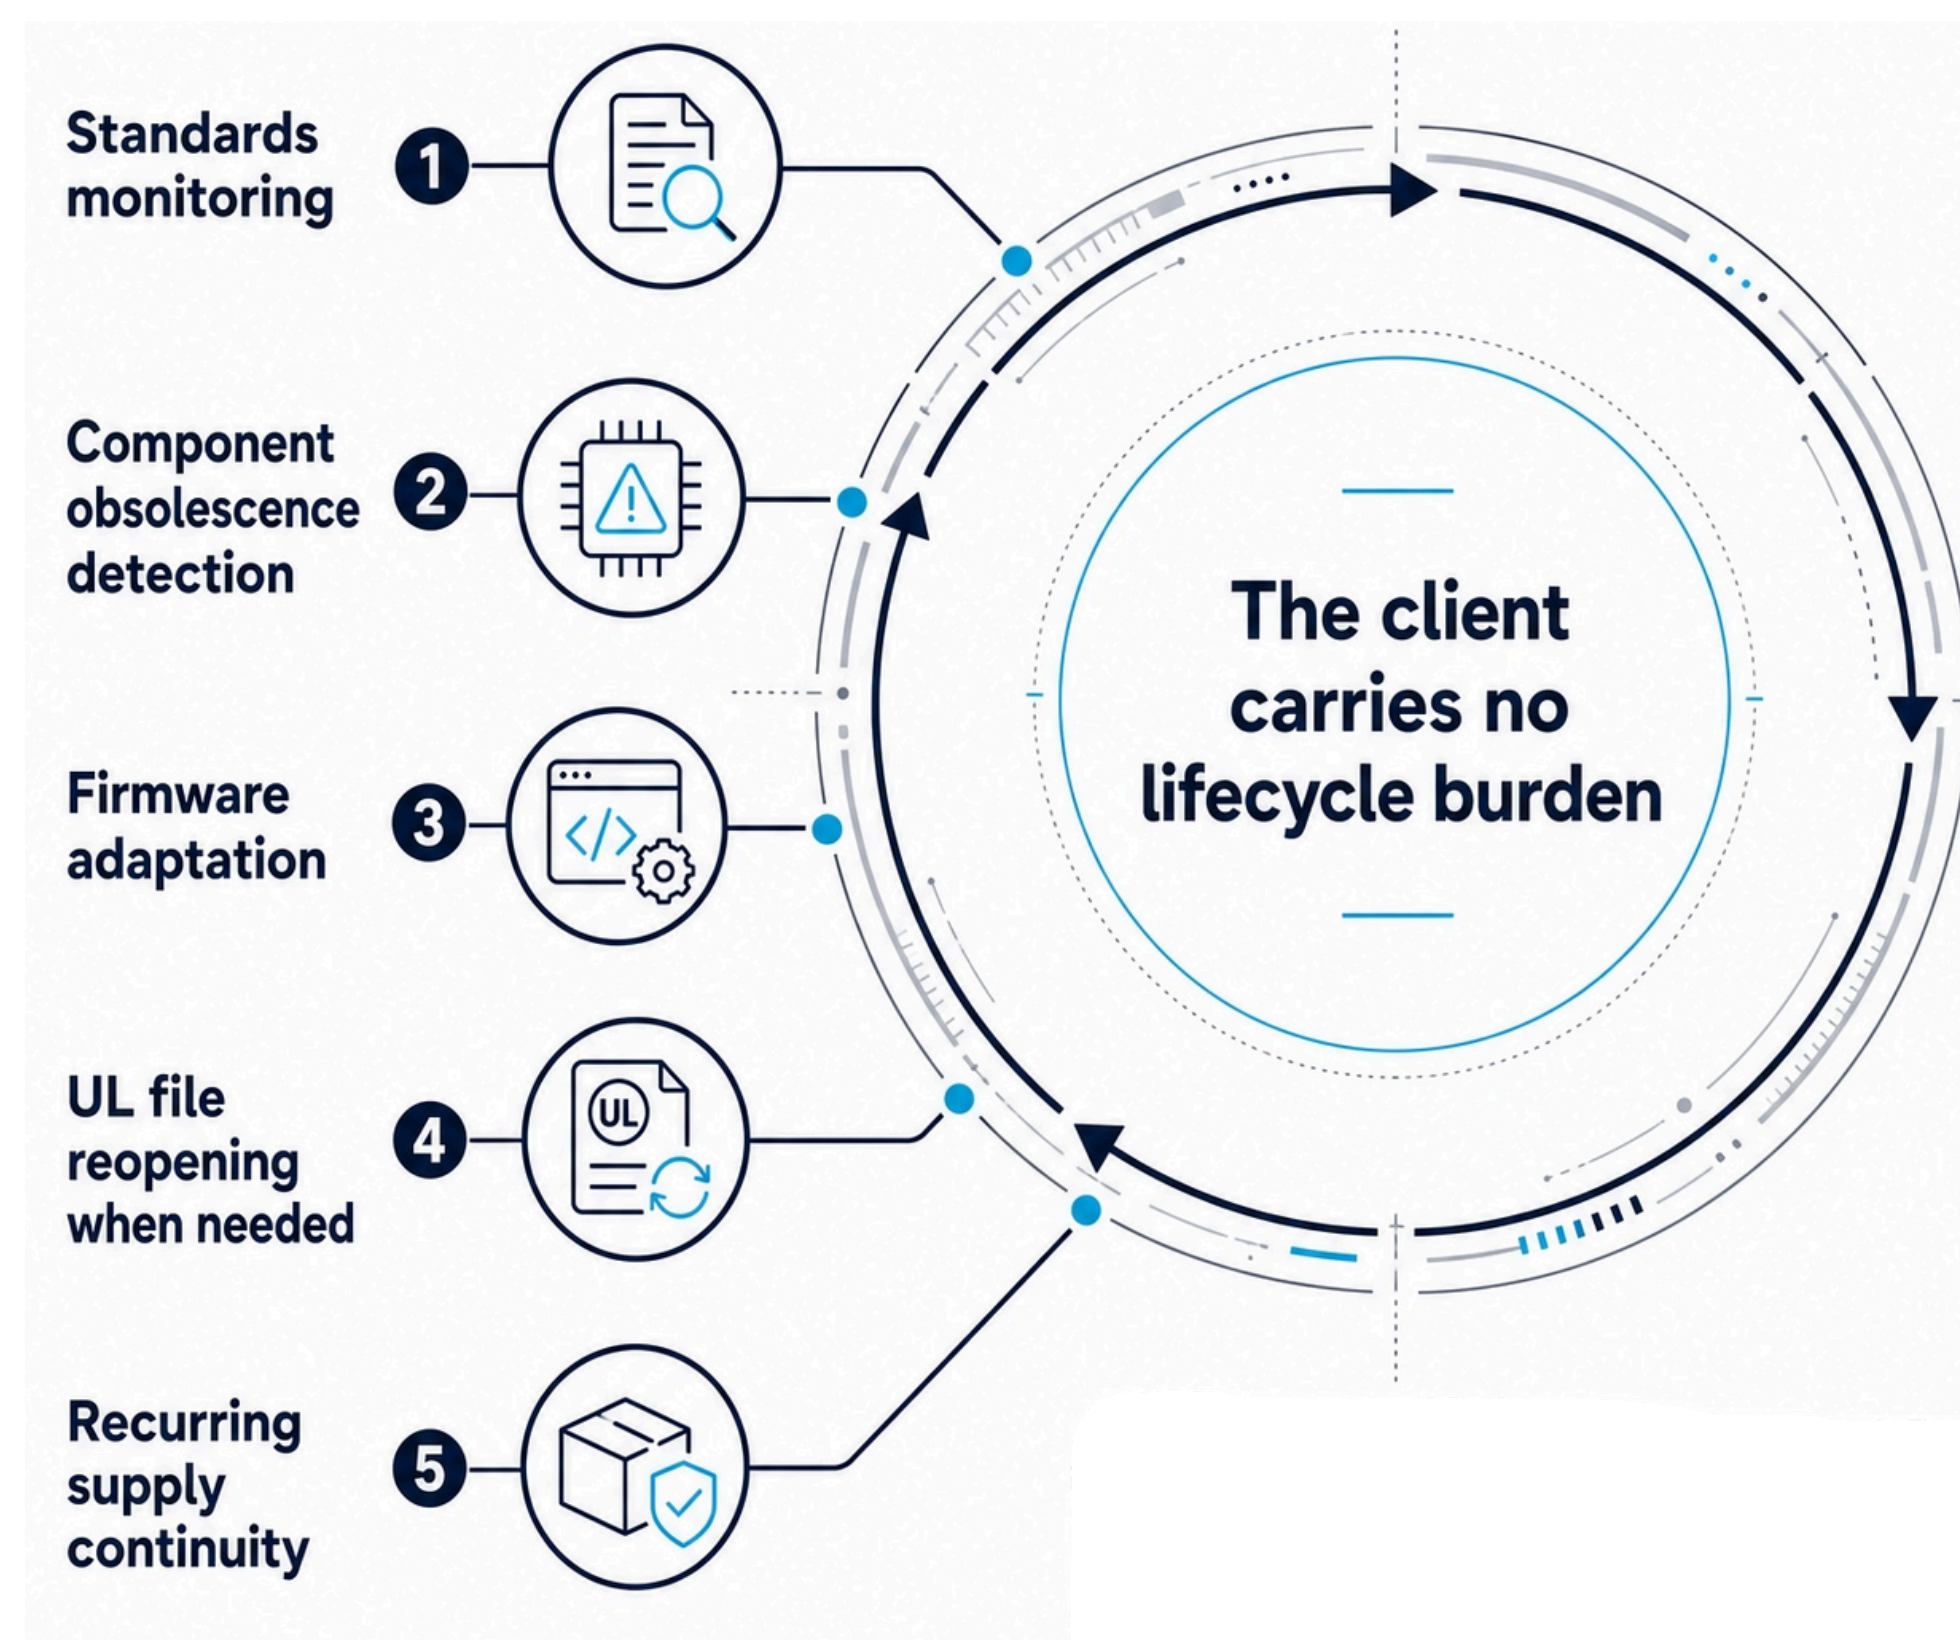 Standards
monitoring
1
Component
obsolescence
detection
2
Firmware
adaptation
3
</>
UL file
reopening
when needed
4
UL
Recurring
supply
continuity
5
The client
carries no
lifecycle burden